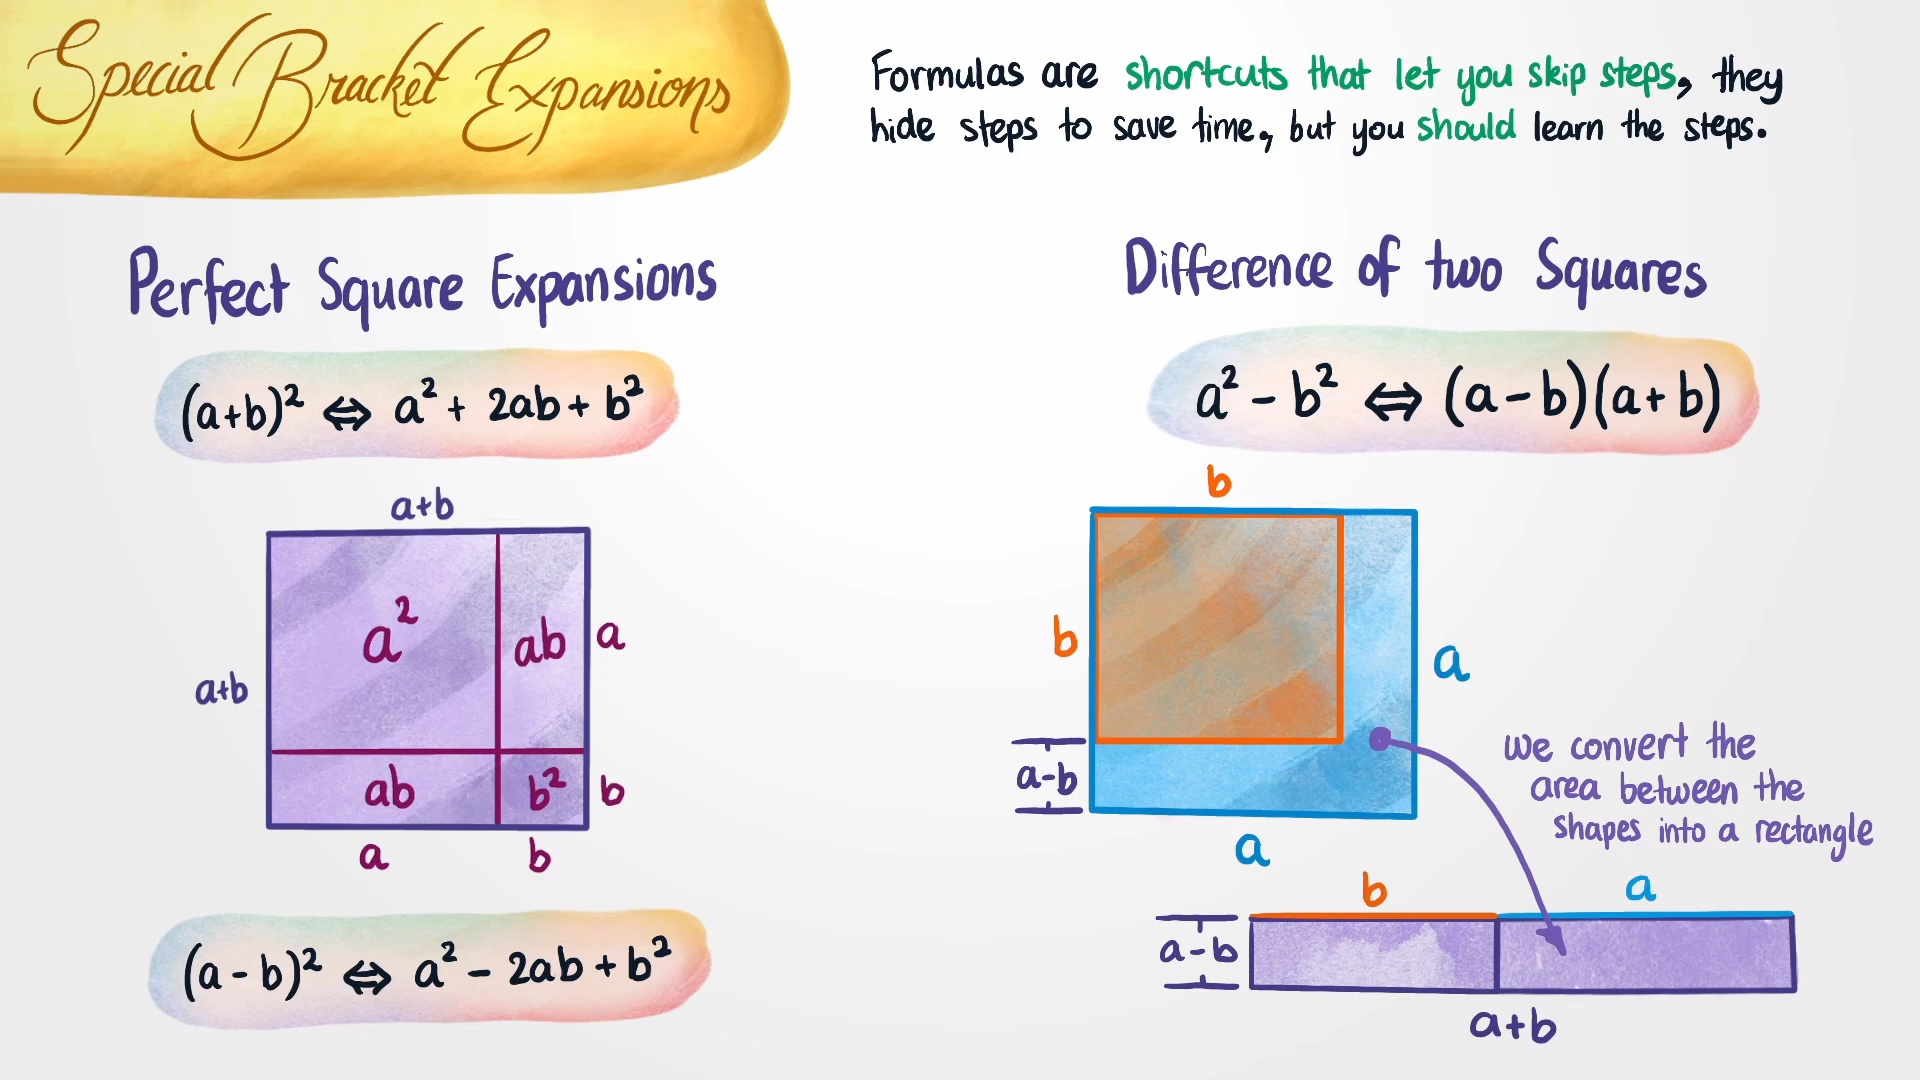 Special Bracket Expansions
Formulas are shortcuts that let you skip steps, they
hide steps to save time, but you should learn the steps.
Perfect Square Expansions
(a+b)² ⇔ a² + 2ab + b²
a+b
a+b
a²
ab
a
ab
b²
b
a
b
(a - b)² ⇔ a² - 2ab + b²
Difference of two Squares
a² - b² ⇔ (a - b)(a + b)
b
b
a
a-b
a
we convert the
area between the
shapes into a rectangle
b
a
a-b
a+b